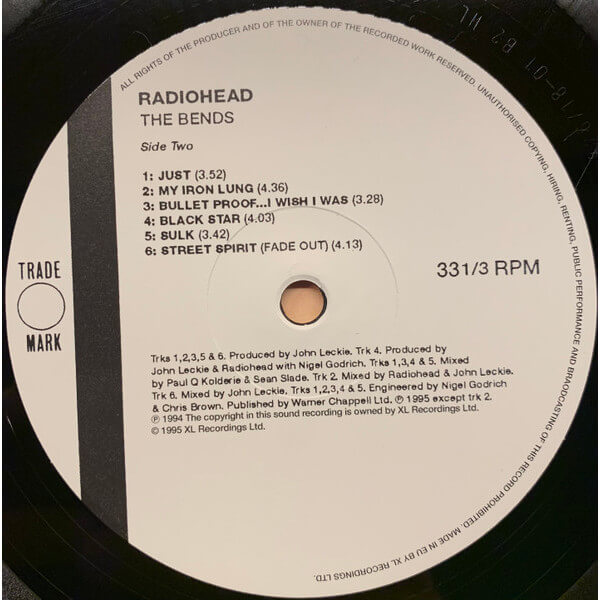 ALL RIGHTS OF THE PRODUCER AND OF THE OWNER OF THE RECORDED WORK RESERVED. UNAUTHORISED COPYING, HIRING, RENTING, PUBLIC PERFORMANCE AND BROADCASTING OF THIS RECORD PROHIBITED. MADE IN EU BY XL RECORDINGS LTD.
RADIOHEAD
THE BENDS
Side Two
1: JUST (3.52)
2: MY IRON LUNG (4.36)
3: BULLET PROOF...I WISH I WAS (3.28)
4: BLACK STAR (4.03)
5: SULK (3.42)
6: STREET SPIRIT (FADE OUT) (4.13)
TRADE
MARK
331/3 RPM
Trks 1,2,3,5 & 6. Produced by John Leckie. Trk 4. Produced by
John Leckie & Radiohead with Nigel Godrich. Trks 1,3,4 & 5. Mixed
by Paul Q Kolderie & Sean Slade. Trk 2. Mixed by Radiohead & John Leckie.
Trk 6. Mixed by John Leckie. Trks 1,2,3,4 & 5. Engineered by Nigel Godrich
& Chris Brown. Published by Warner Chappell Ltd. ℗ 1995 except trk 2.
℗ 1994 The copyright in this sound recording is owned by XL Recordings Ltd.
© 1995 XL Recordings Ltd.